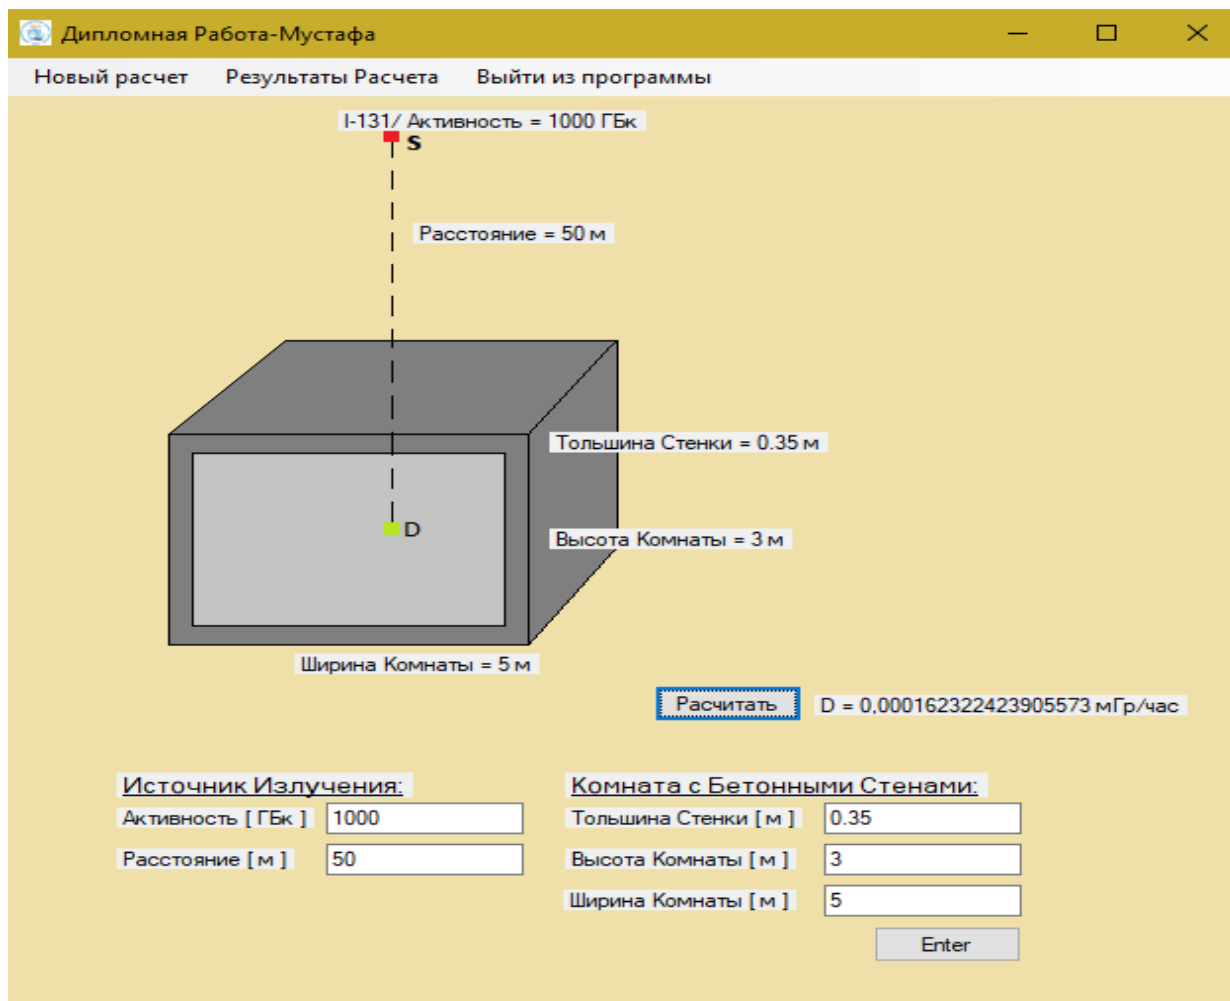 Дипломная Работа-Мустафа
Новый расчет Результаты Расчета Выйти из программы
I-131/ Активность = 1000 ГБк
S
Расстояние = 50 м
Тольшина Стенки = 0.35 м
D
Высота Комнаты = 3 м
Ширина Комнаты = 5 м
Расчитать D = 0,000162322423905573 мГр/час
Источник Излучения: Комната с Бетонными Стенами:
Активность [ ГБк ] 1000 Тольшина Стенки [ м ] 0.35
Расстояние [ м ] 50 Высота Комнаты [ м ] 3
Ширина Комнаты [ м ] 5
Enter